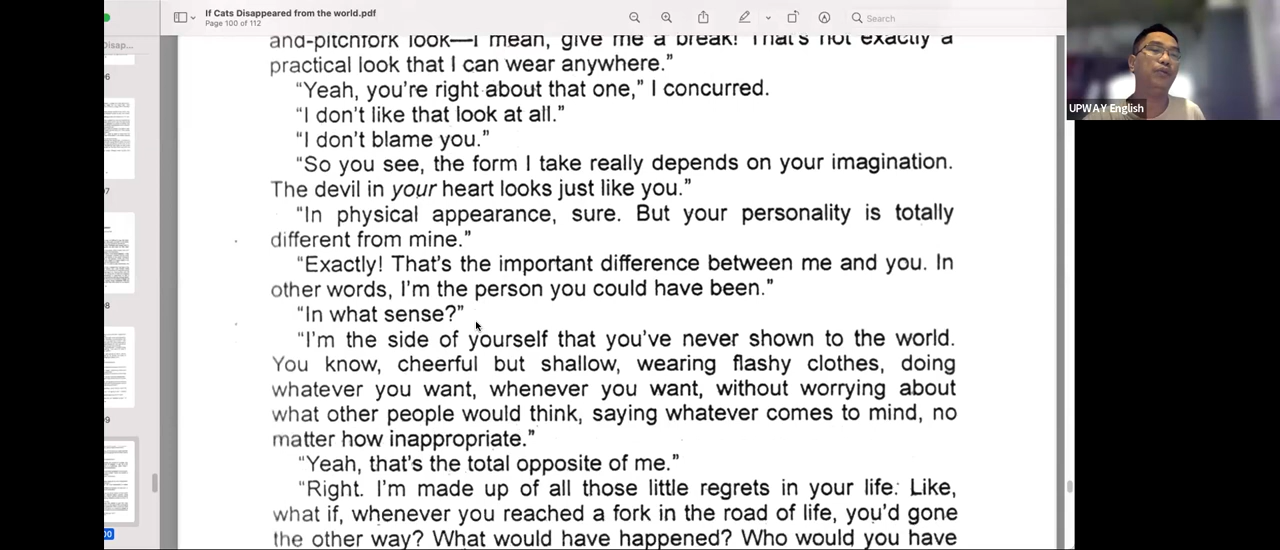 If Cats Disappeared from the world.pdf
Page 100 of 112
Search
UPWAY English
and-pitchfork look—I mean, give me a break! That's not exactly a
practical look that I can wear anywhere.”
“Yeah, you're right about that one,” I concurred.
“I don't like that look at all.”
“I don't blame you.”
“So you see, the form I take really depends on your imagination.
The devil in your heart looks just like you.”
“In physical appearance, sure. But your personality is totally
different from mine.”
“Exactly! That's the important difference between me and you. In
other words, I'm the person you could have been.”
“In what sense?”
“I'm the side of yourself that you've never shown to the world.
You know, cheerful but shallow, wearing flashy clothes, doing
whatever you want, whenever you want, without worrying about
what other people would think, saying whatever comes to mind, no
matter how inappropriate.”
“Yeah, that's the total opposite of me.”
“Right. I'm made up of all those little regrets in your life. Like,
what if, whenever you reached a fork in the road of life, you'd gone
the other way? What would have happened? Who would you have